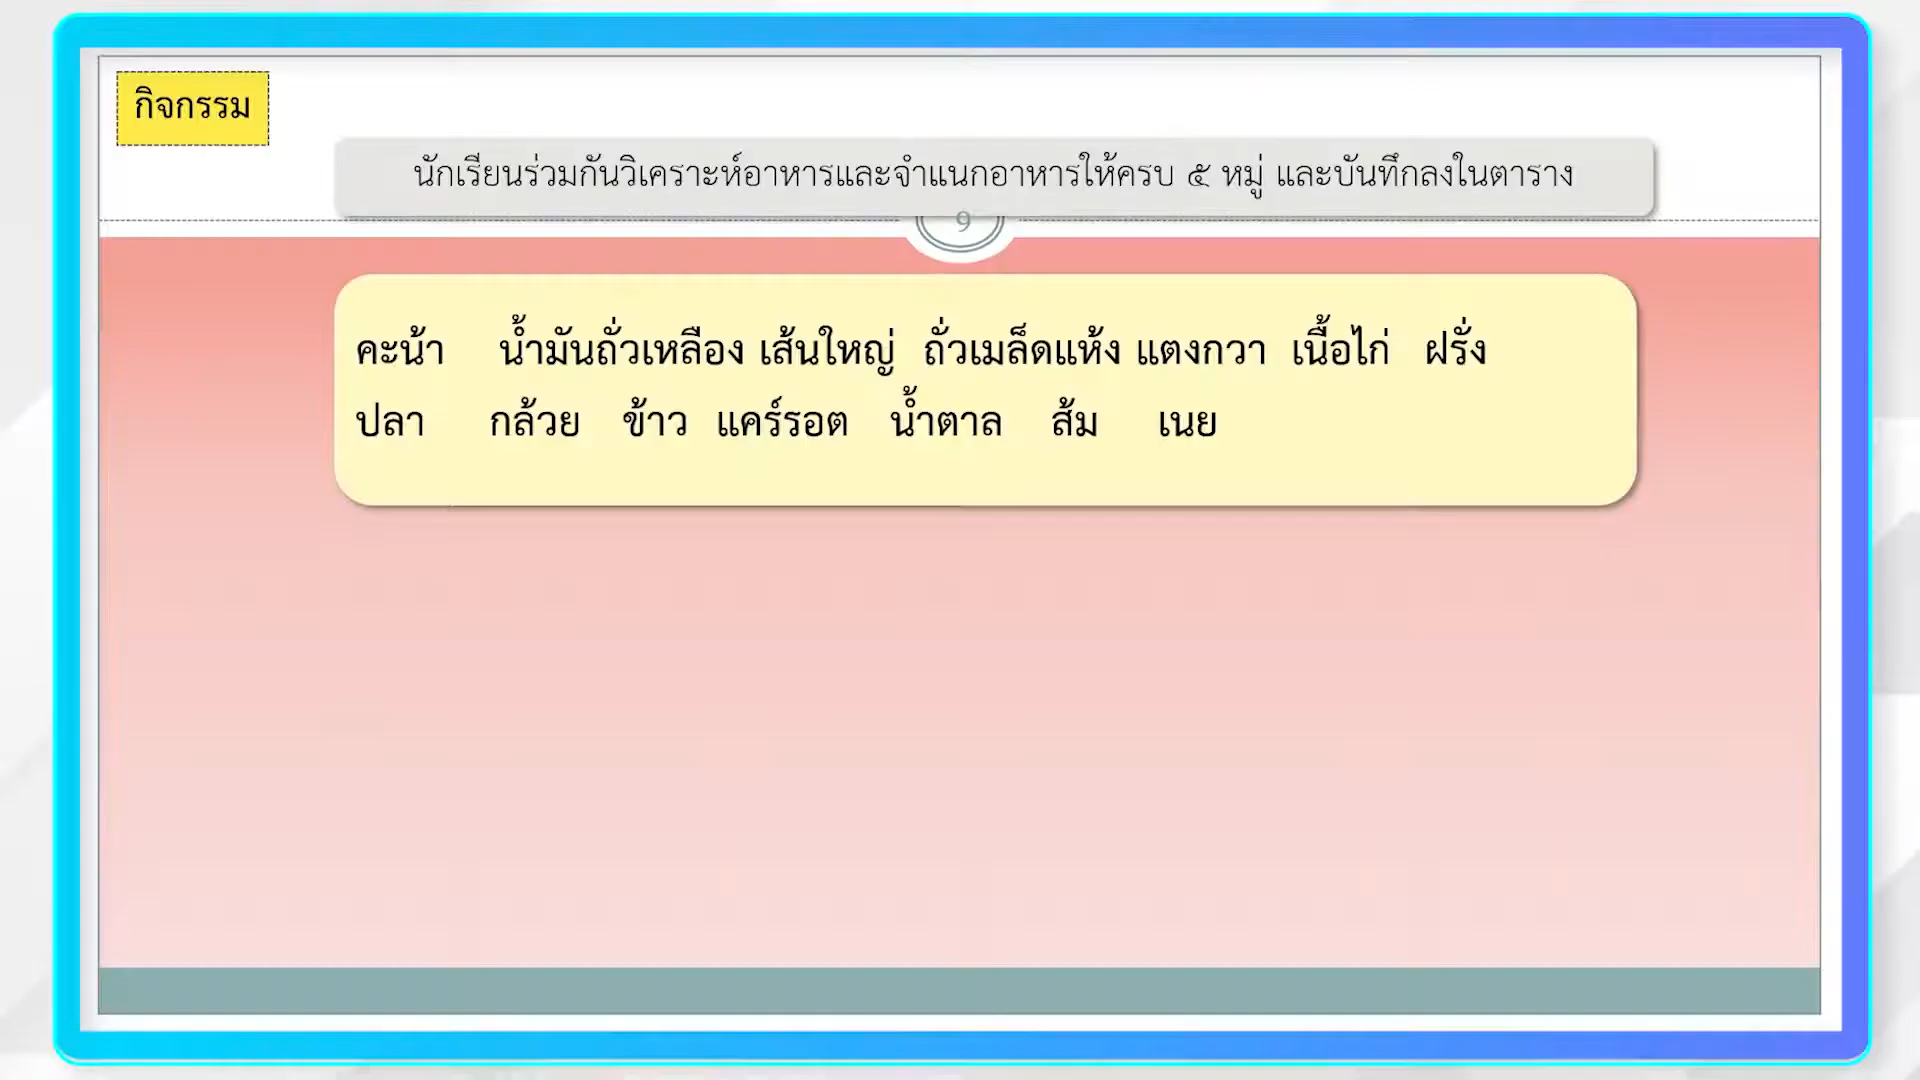 กิจกรรม
นักเรียนร่วมกันวิเคราะห์อาหารและจำแนกอาหารให้ครบ ๕ หมู่ และบันทึกลงในตาราง
9
คะน้า น้ำมันถั่วเหลือง เส้นใหญ่ ถั่วเมล็ดแห้ง แตงกวา เนื้อไก่ ฝรั่ง
ปลา กล้วย ข้าว แคร์รอต น้ำตาล ส้ม เนย